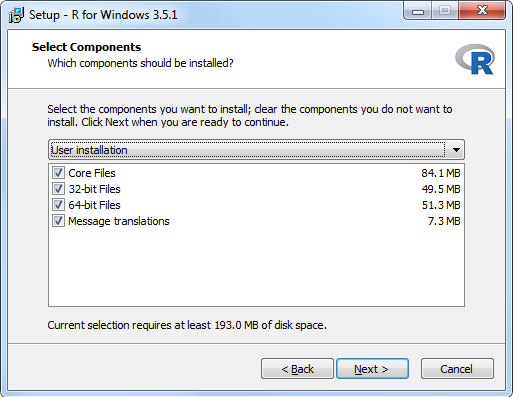 Setup - R for Windows 3.5.1
Select Components
Which components should be installed?
R
Select the components you want to install; clear the components you do not want to
install. Click Next when you are ready to continue.
User installation
Core Files 84.1 MB
32-bit Files 49.5 MB
64-bit Files 51.3 MB
Message translations 7.3 MB
Current selection requires at least 193.0 MB of disk space.
< Back Next > Cancel